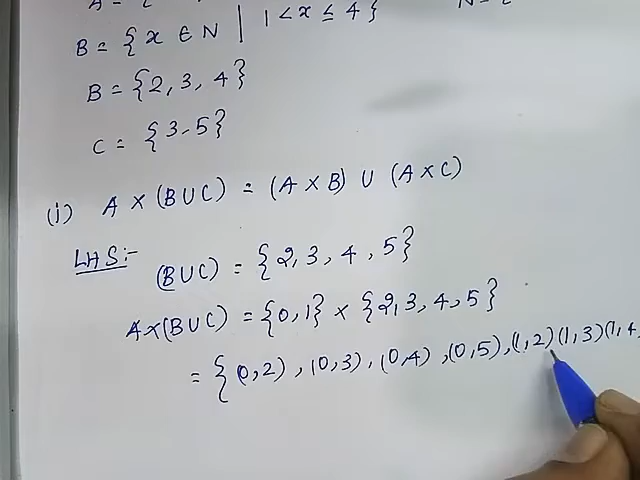 A = {
N = {
B = { x ∈ N | 1 < x ≤ 4 }
B = {2, 3, 4}
C = {3, 5}
(i) A × (B ∪ C) = (A × B) ∪ (A × C)
LHS:-
(B ∪ C) = {2, 3, 4, 5}
A×(B ∪ C) = {0, 1} × {2, 3, 4, 5}
= { (0,2), (0,3), (0,4), (0,5), (1,2) (1,3) (1,4,